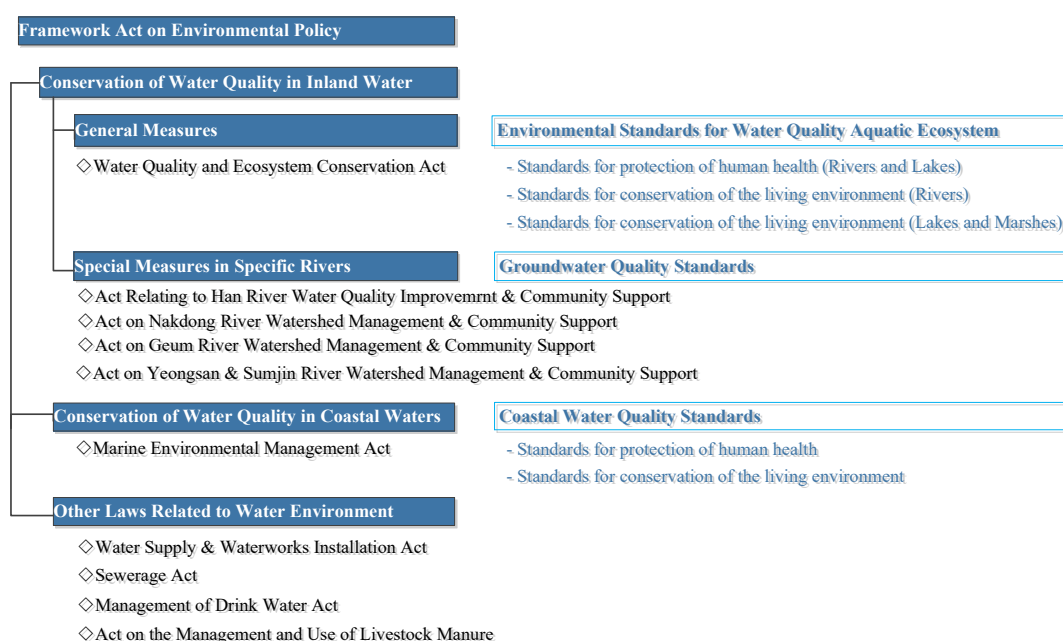 Framework Act on Environmental Policy
Conservation of Water Quality in Inland Water
General Measures
Environmental Standards for Water Quality Aquatic Ecosystem
◇Water Quality and Ecosystem Conservation Act
- Standards for protection of human health (Rivers and Lakes)
- Standards for conservation of the living environment (Rivers)
- Standards for conservation of the living environment (Lakes and Marshes)
Special Measures in Specific Rivers
Groundwater Quality Standards
◇Act Relating to Han River Water Quality Improvemrnt & Community Support
◇Act on Nakdong River Watershed Management & Community Support
◇Act on Geum River Watershed Management & Community Support
◇Act on Yeongsan & Sumjin River Watershed Management & Community Support
Conservation of Water Quality in Coastal Waters
Coastal Water Quality Standards
◇Marine Environmental Management Act
- Standards for protection of human health
- Standards for conservation of the living environment
Other Laws Related to Water Environment
◇Water Supply & Waterworks Installation Act
◇Sewerage Act
◇Management of Drink Water Act
◇Act on the Management and Use of Livestock Manure